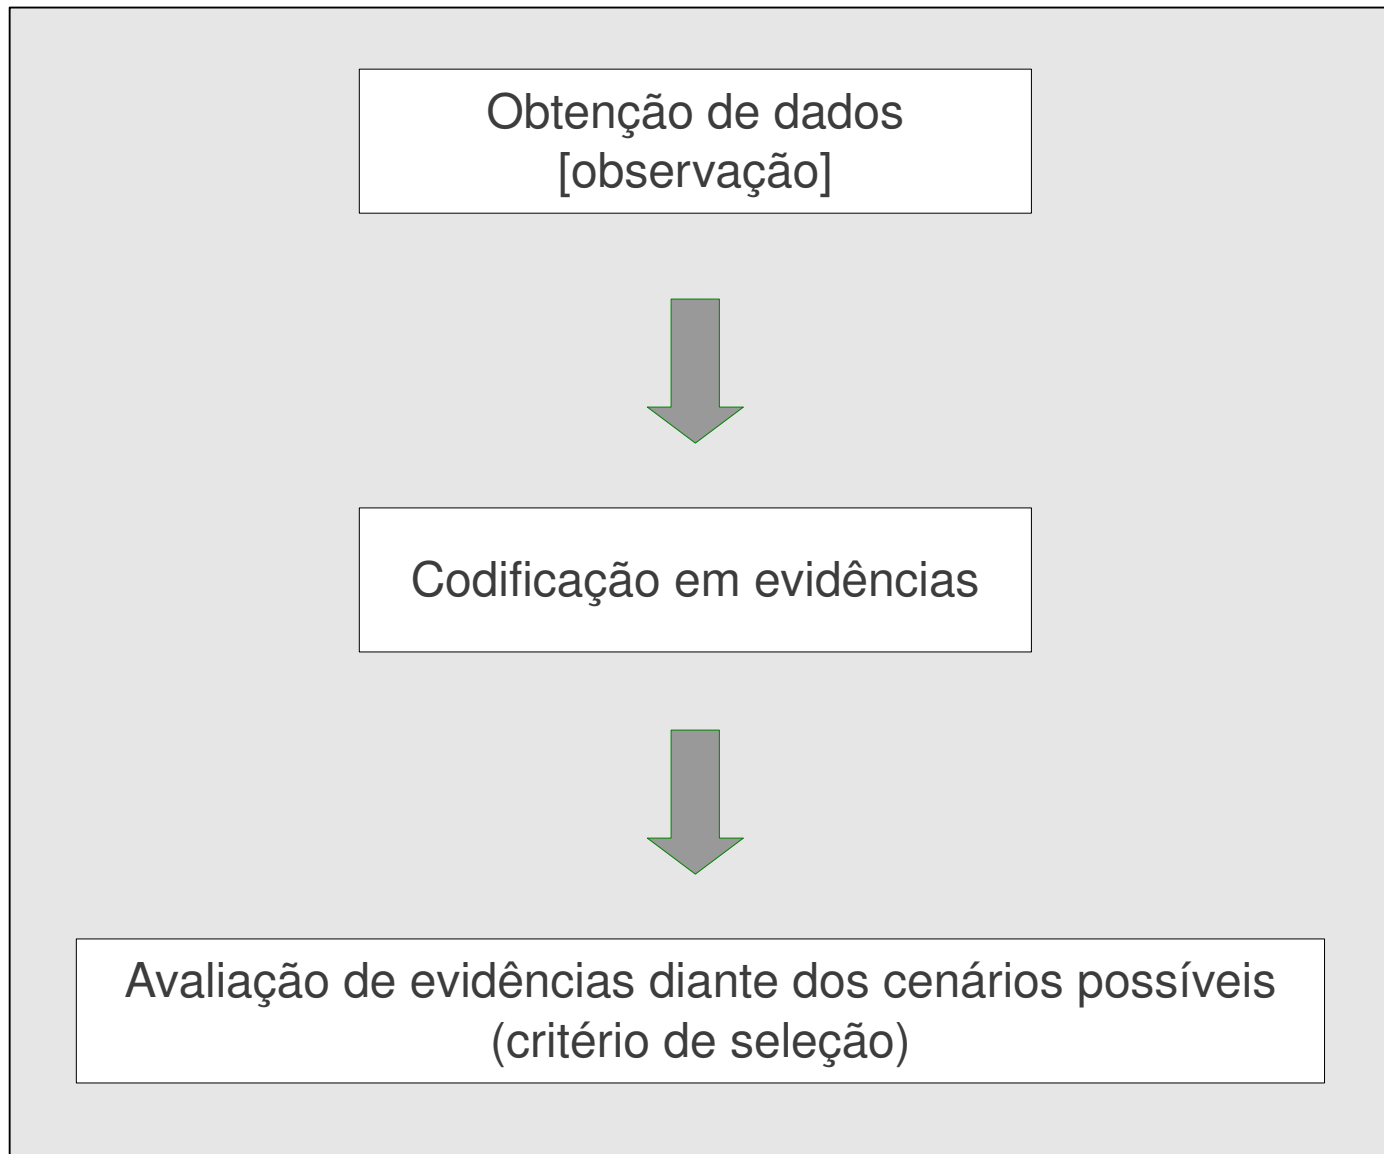 Obtenção de dados
[observação]
Codificação em evidências
Avaliação de evidências diante dos cenários possíveis
(critério de seleção)